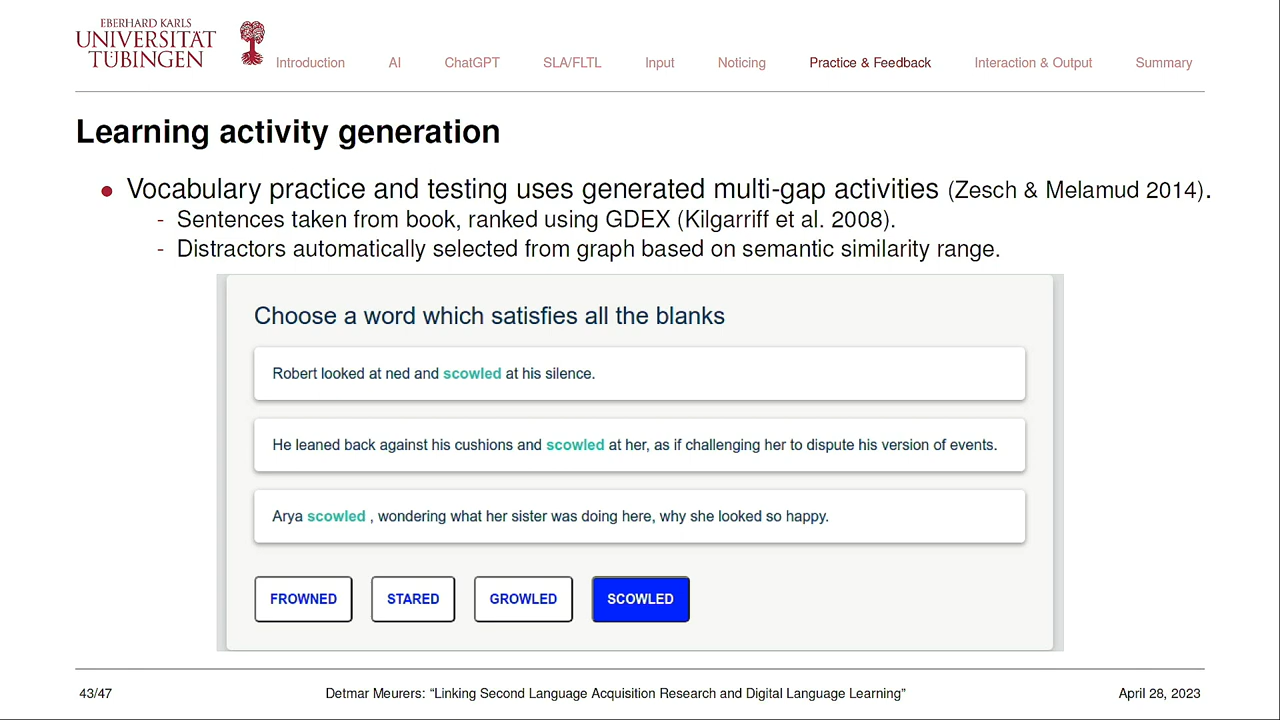 EBERHARD KARLS
UNIVERSITÄT
TÜBINGEN
Introduction AI ChatGPT SLA/FLTL Input Noticing Practice & Feedback Interaction & Output Summary
Learning activity generation
• Vocabulary practice and testing uses generated multi-gap activities (Zesch & Melamud 2014).
- Sentences taken from book, ranked using GDEX (Kilgarriff et al. 2008).
- Distractors automatically selected from graph based on semantic similarity range.
Choose a word which satisfies all the blanks
Robert looked at ned and scowled at his silence.
He leaned back against his cushions and scowled at her, as if challenging her to dispute his version of events.
Arya scowled , wondering what her sister was doing here, why she looked so happy.
FROWNED STARED GROWLED SCOWLED
43/47 Detmar Meurers: “Linking Second Language Acquisition Research and Digital Language Learning” April 28, 2023